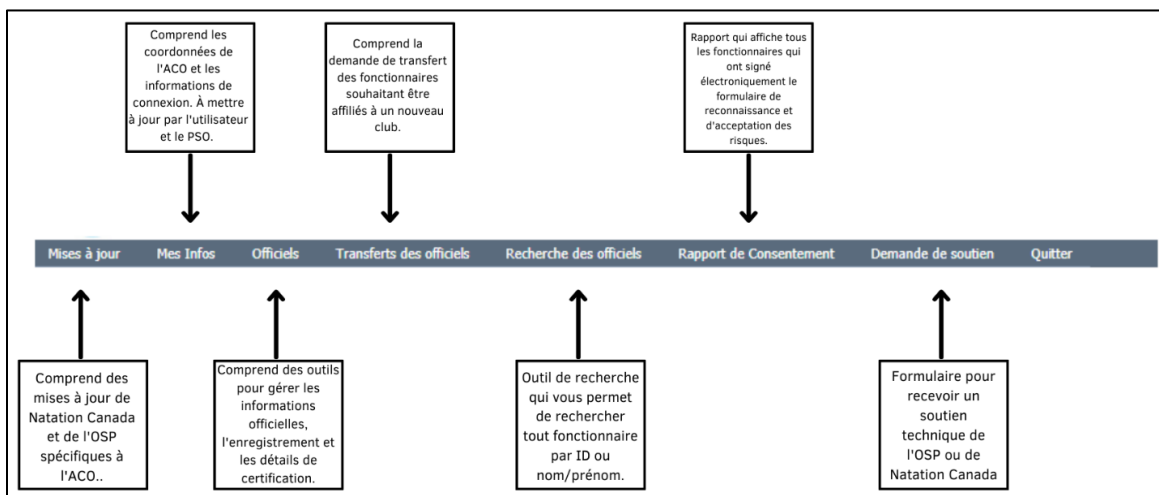 Comprend les
coordonnées de
l'ACO et les
informations de
connexion. À mettre
à jour par l'utilisateur
et le PSO.
Comprend la
demande de transfert
des fonctionnaires
souhaitant être
affiliés à un nouveau
club.
Rapport qui affiche tous
les fonctionnaires qui
ont signé
électroniquement le
formulaire de
reconnaissance et
d'acceptation des
risques.
Mises à jour Mes Infos Officiels Transferts des officiels Recherche des officiels Rapport de Consentement Demande de soutien Quitter
Comprend des
mises à jour de
Natation Canada
et de l'OSP
spécifiques à
l'ACO..
Comprend des outils
pour gérer les
informations
officielles,
l'enregistrement et
les détails de
certification.
Outil de recherche
qui vous permet
de rechercher
tout fonctionnaire
par ID ou
nom/prénom.
Formulaire pour
recevoir un
soutien
technique de
l'OSP ou de
Natation Canada